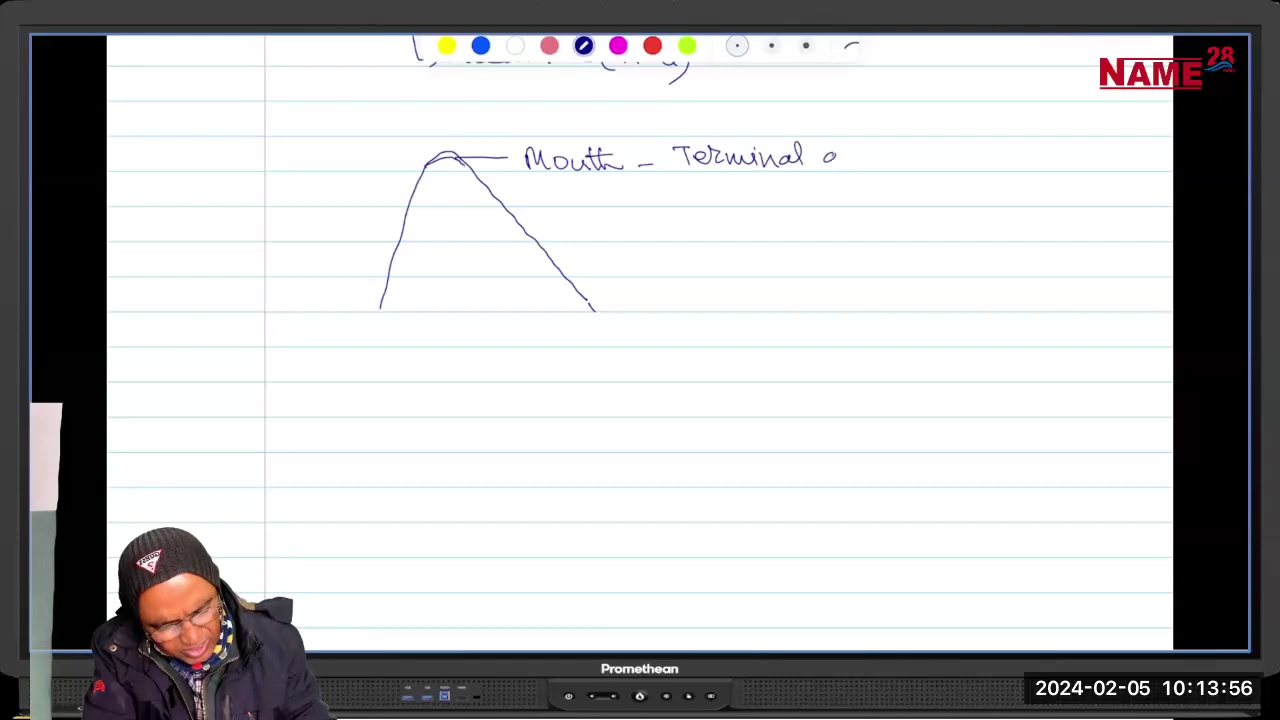 28
NAME
Mouth - Terminal o
Promethean
2024-02-05 10:13:56